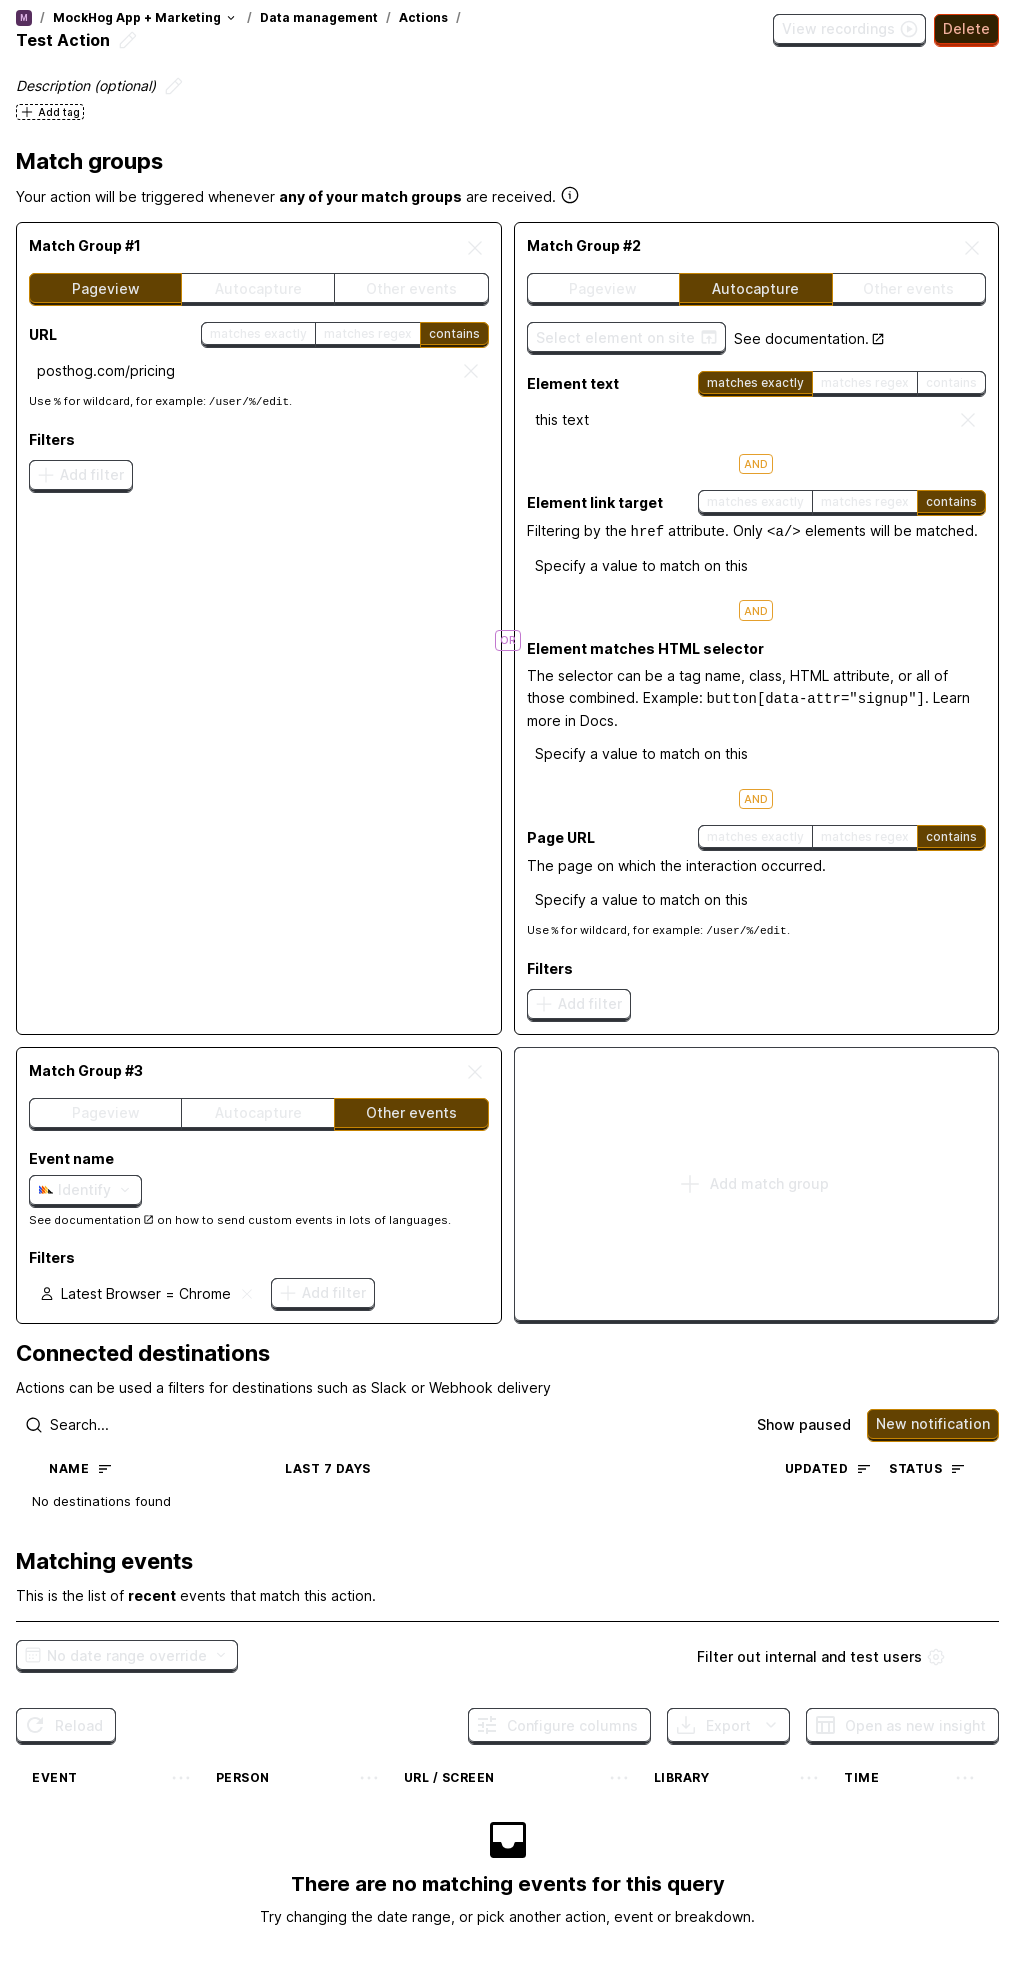 M / MockHog App + Marketing / Data management / Actions /
Test Action
View recordings
Delete
Description (optional)
Add tag
Match groups
Your action will be triggered whenever any of your match groups are received.
Match Group #1
Pageview Autocapture Other events
URL
matches exactly matches regex contains
posthog.com/pricing
Use % for wildcard, for example: /user/%/edit.
Filters
Add filter
OR
Match Group #2
Pageview Autocapture Other events
Select element on site
See documentation.
Element text
matches exactly matches regex contains
this text
AND
Element link target
matches exactly matches regex contains
Filtering by the href attribute. Only <a/> elements will be matched.
Specify a value to match on this
AND
Element matches HTML selector
The selector can be a tag name, class, HTML attribute, or all of
those combined. Example: button[data-attr="signup"]. Learn
more in Docs.
Specify a value to match on this
AND
Page URL
matches exactly matches regex contains
The page on which the interaction occurred.
Specify a value to match on this
Use % for wildcard, for example: /user/%/edit.
Filters
Add filter
Match Group #3
Pageview Autocapture Other events
Event name
Identify
See documentation on how to send custom events in lots of languages.
Filters
Latest Browser = Chrome
Add filter
Add match group
Connected destinations
Actions can be used a filters for destinations such as Slack or Webhook delivery
Search...
Show paused
New notification
NAME LAST 7 DAYS UPDATED STATUS
No destinations found
Matching events
This is the list of recent events that match this action.
No date range override
Filter out internal and test users
Reload
Configure columns
Export
Open as new insight
EVENT PERSON URL / SCREEN LIBRARY TIME
There are no matching events for this query
Try changing the date range, or pick another action, event or breakdown.